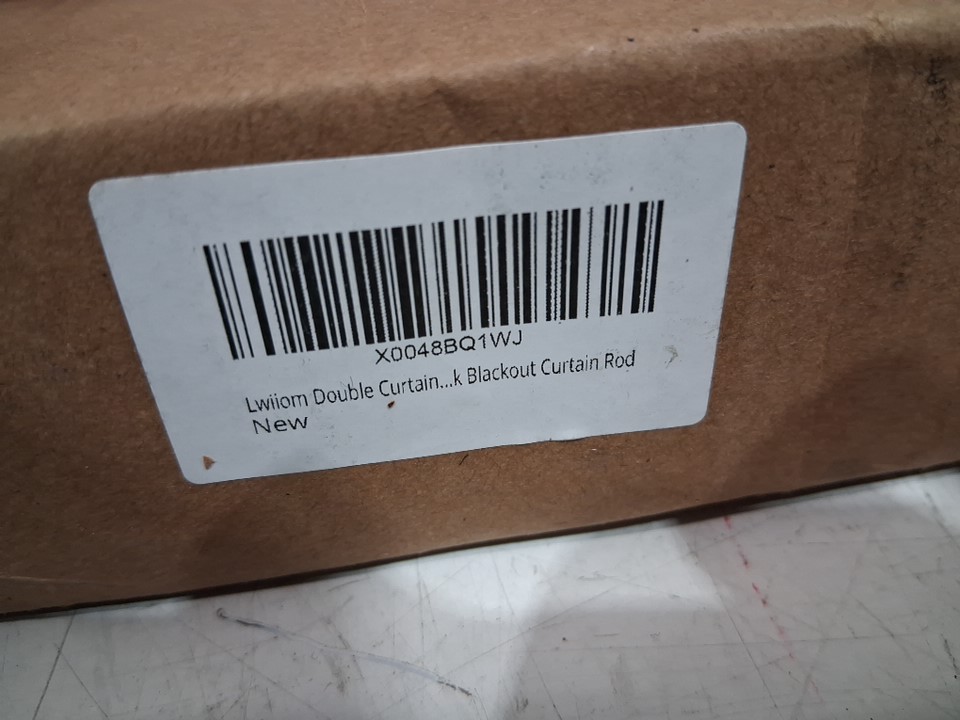 X0048BQ1WJ
Lwiiom Double Curtain...k Blackout Curtain Rod
New